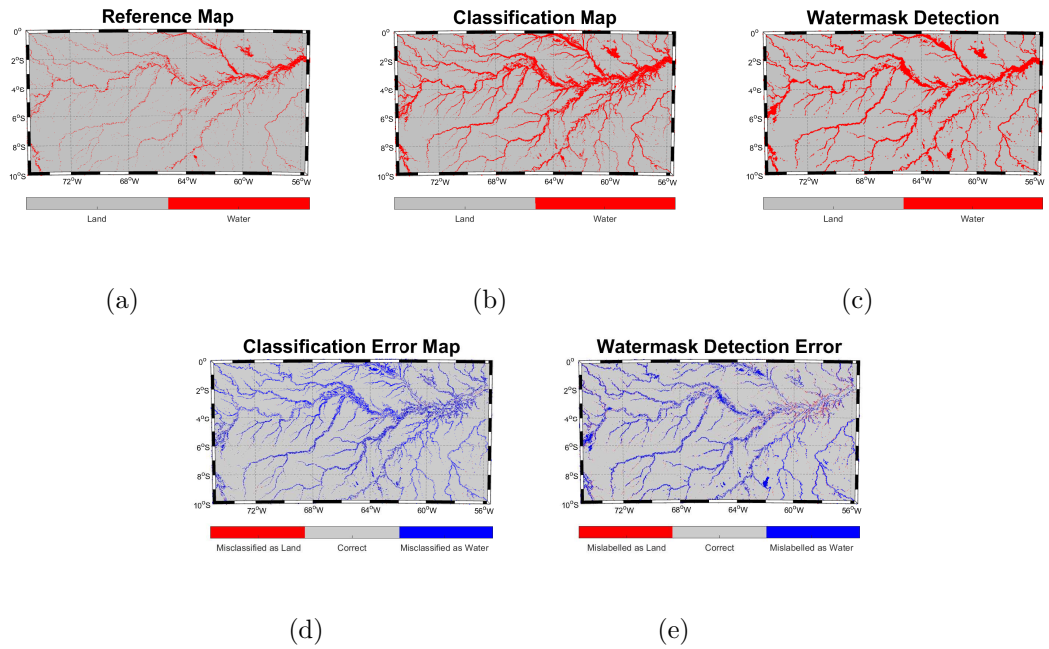 Reference Map
Classification Map
Watermask Detection
0°
2°S
4°G
6°S
8°S
10°S
72°W
68°W
64°W
60°W
56°W
Land
Water
0°
2°S
4°G
6°S
8°S
10°S
72°W
68°W
64°W
60°W
56°W
Land
Water
0°
2°S
4°G
6°S
8°S
10°S
72°W
68°W
64°W
60°W
56°W
Land
Water
(a)
(b)
(c)
Classification Error Map
Watermask Detection Error
0°
2°S
4°G
6°S
8°S
10°S
72°W
68°W
64°W
60°W
56°W
Misclassified as Land
Correct
Misclassified as Water
0°
2°S
4°G
6°S
8°S
10°S
72°W
68°W
64°W
60°W
56°W
Mislabelled as Land
Correct
Mislabelled as Water
(d)
(e)